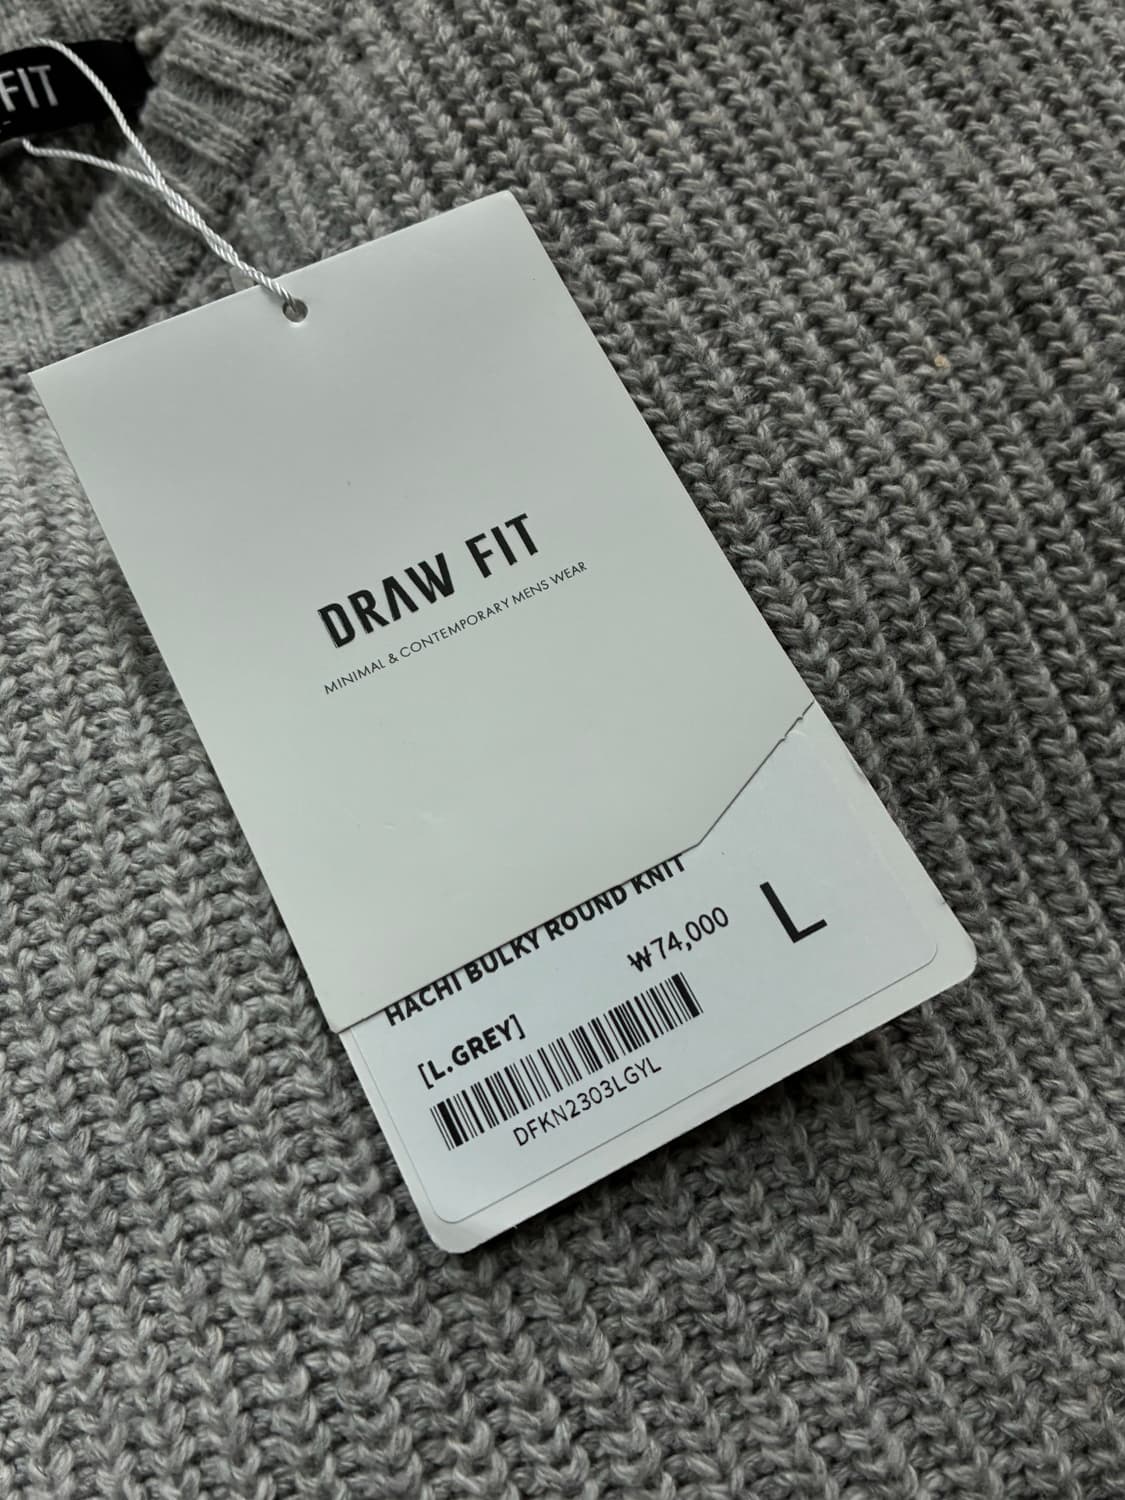 FIT
DRAW FIT
MINIMAL & CONTEMPORARY MENS WEAR
HACHI BULKY ROUND KNIT
₩74,000
L
[L.GREY]
DFKN2303LGYL